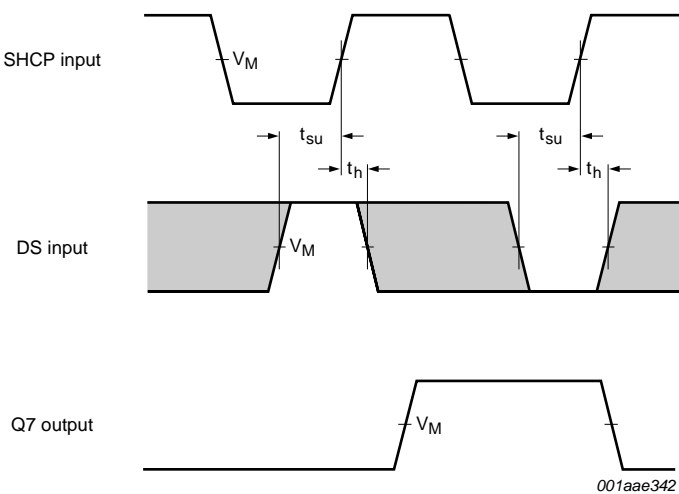 SHCP input
V_M
t_su
t_su
t_h
t_h
DS input
V_M
Q7 output
V_M
001aae342